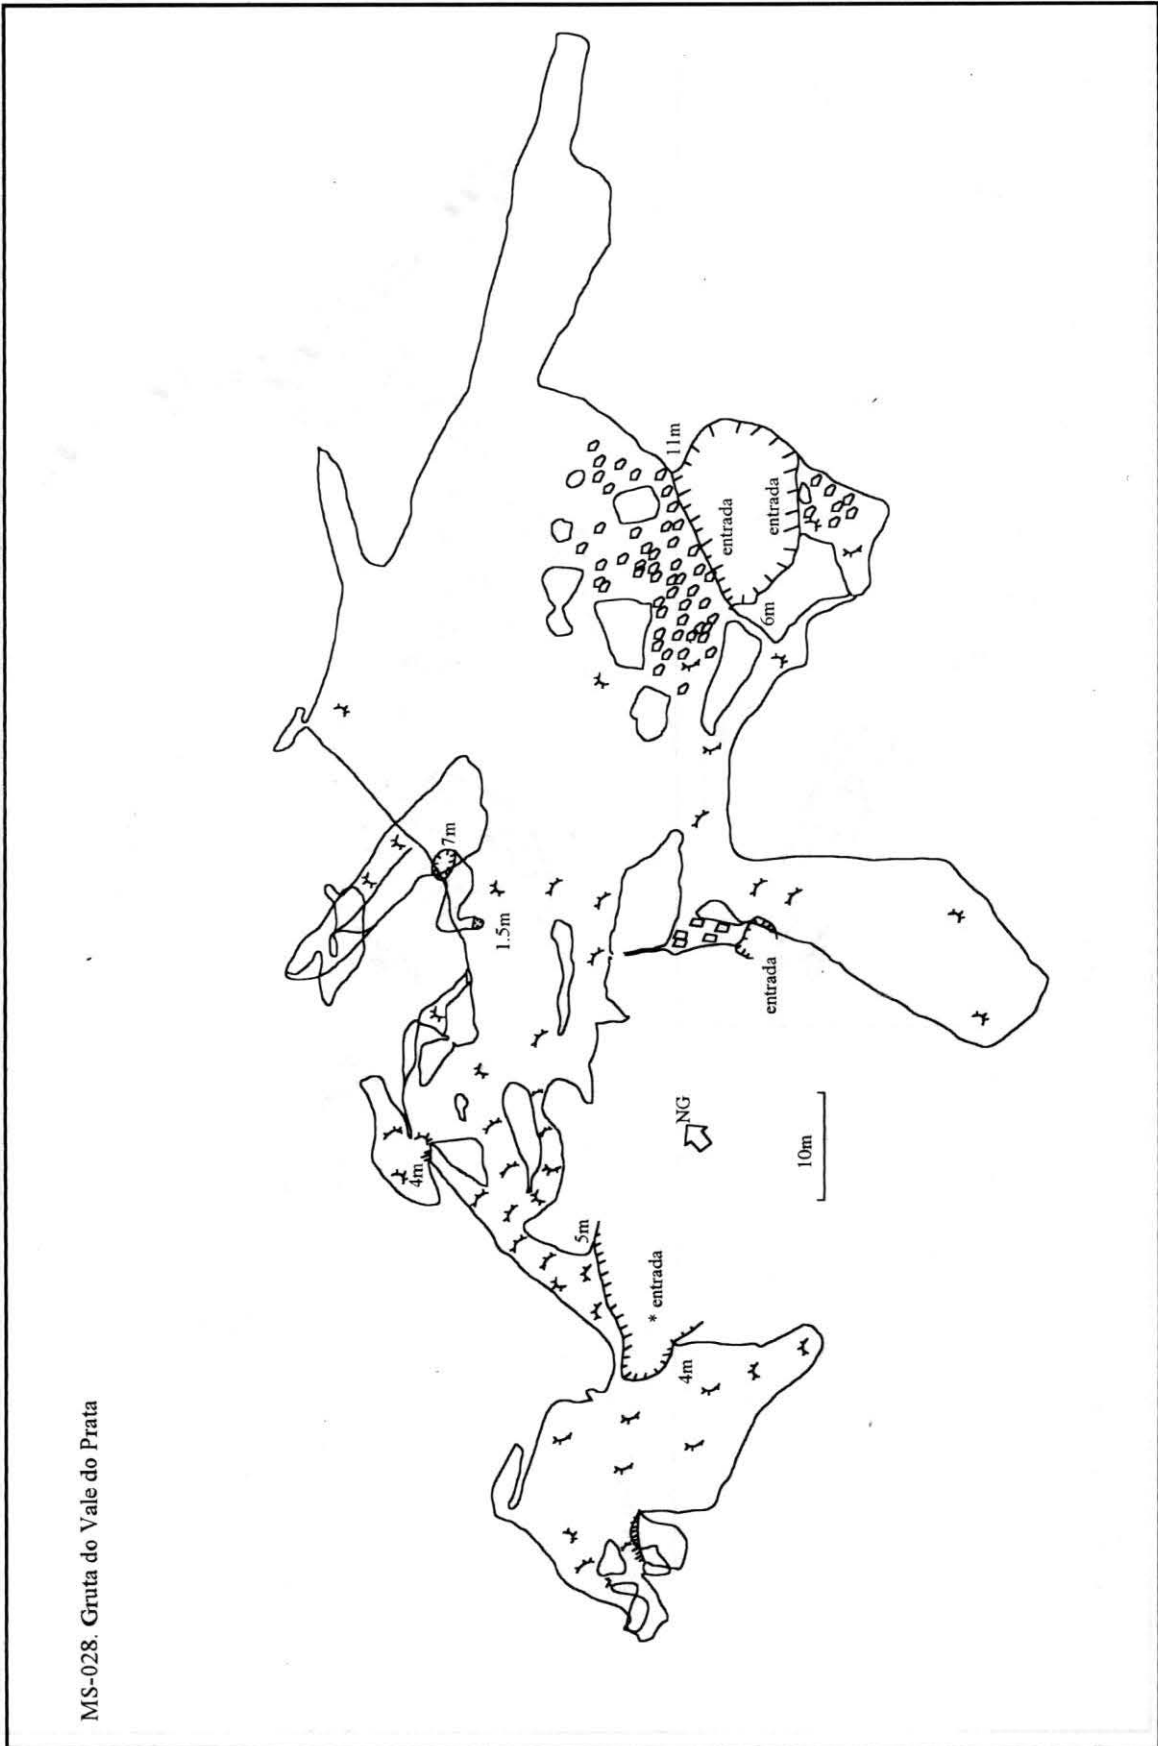 MS-028. Gruta do Vale do Prata
4m
7m
1.5m
5m
* entrada
4m
NG
10m
entrada
11m
entrada
entrada
6m